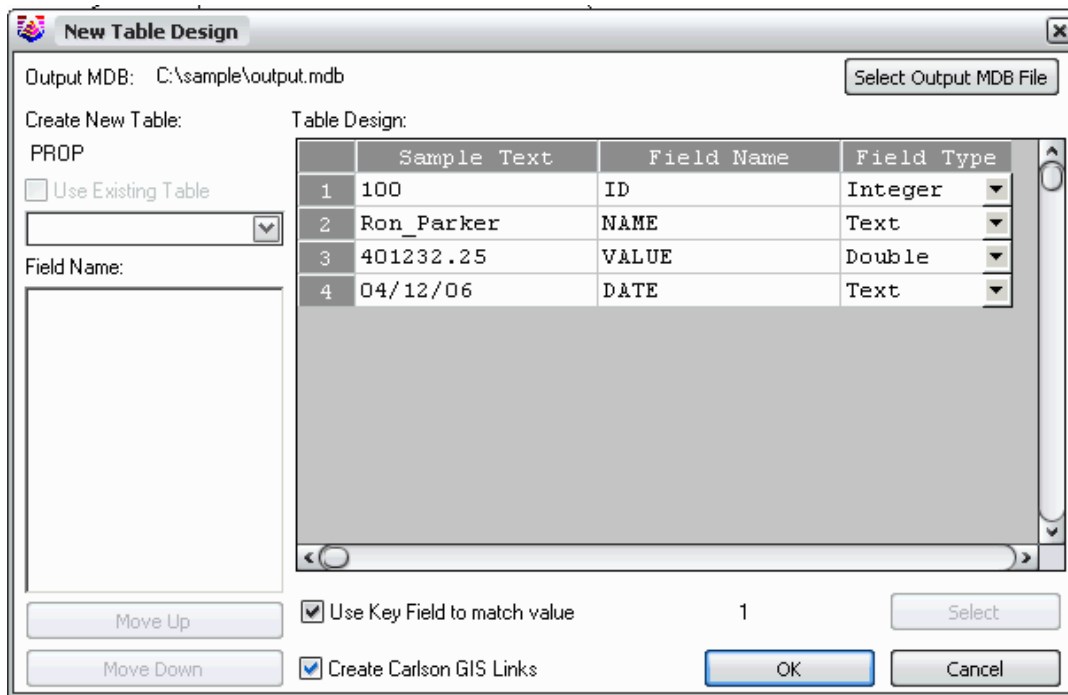 New Table Design
Output MDB: C:\sample\output.mdb
Select Output MDB File
Create New Table:
PROP
Use Existing Table
Field Name:
Move Up
Move Down
Table Design:
Sample Text Field Name Field Type
1 100 ID Integer
2 Ron_Parker NAME Text
3 401232.25 VALUE Double
4 04/12/06 DATE Text
Use Key Field to match value 1 Select
Create Carlson GIS Links OK Cancel